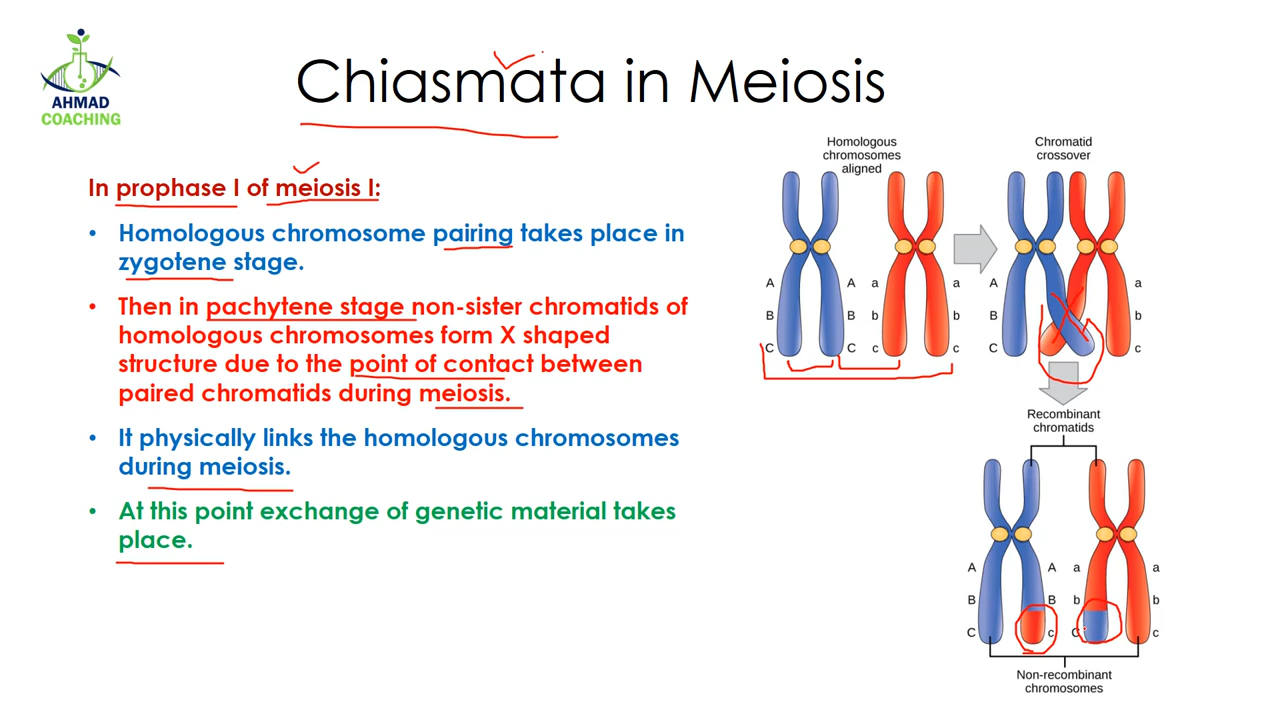 AHMAD
COACHING
Chiasmata in Meiosis
In prophase I of meiosis I:
• Homologous chromosome pairing takes place in
zygotene stage.
• Then in pachytene stage non-sister chromatids of
homologous chromosomes form X shaped
structure due to the point of contact between
paired chromatids during meiosis.
• It physically links the homologous chromosomes
during meiosis.
• At this point exchange of genetic material takes
place.
Homologous
chromosomes
aligned
Chromatid
crossover
A A a a A a
B B b b B b
C C c c C c
Recombinant
chromatids
A A a a
B B b b
C c C c
Non-recombinant
chromosomes